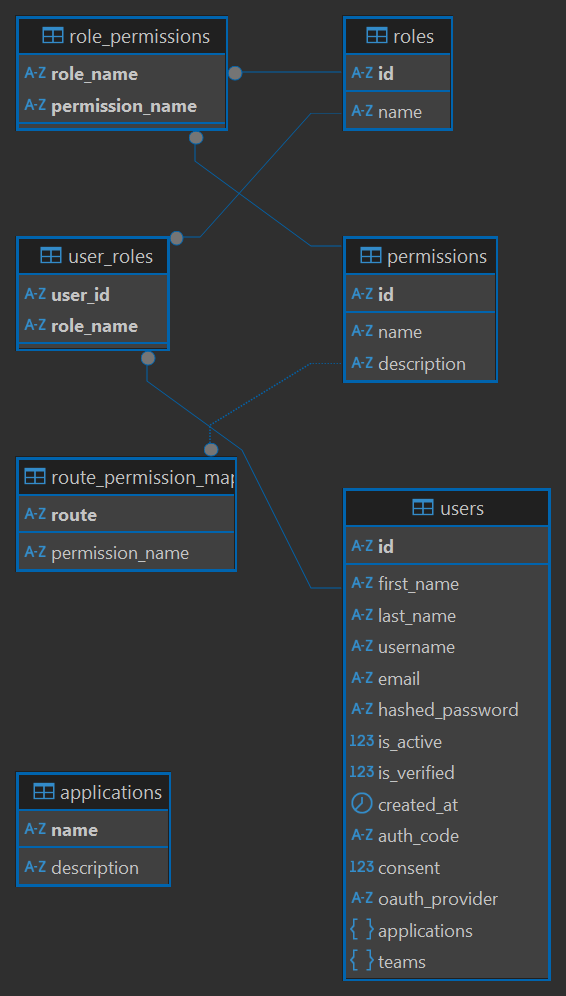 role_permissions
A-Z role_name
A-Z permission_name
roles
A-Z id
A-Z name
user_roles
A-Z user_id
A-Z role_name
permissions
A-Z id
A-Z name
A-Z description
route_permission_map
A-Z route
A-Z permission_name
users
A-Z id
A-Z first_name
A-Z last_name
A-Z username
A-Z email
A-Z hashed_password
123 is_active
123 is_verified
created_at
A-Z auth_code
123 consent
A-Z oauth_provider
{ } applications
{ } teams
applications
A-Z name
A-Z description